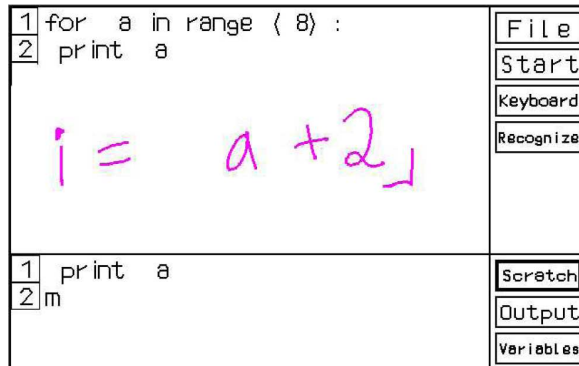 1 for a in range ( 8) :
2 print a
i = a +2
1 print a
2 m
File
Start
Keyboard
Recognize
Scratch
Output
Variables